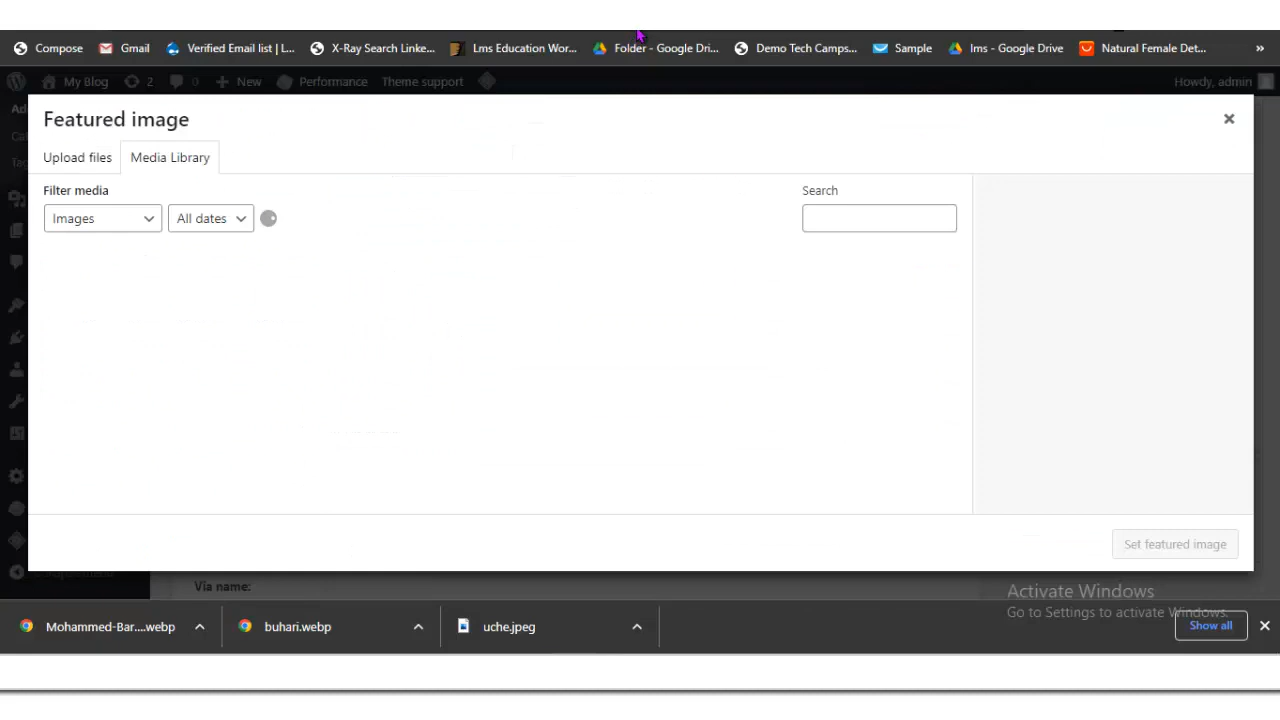 Compose Gmail Verified Email list | L... X-Ray Search Linke... Lms Education Wor... Folder - Google Dri... Demo Tech Camps... Sample lms - Google Drive Natural Female Det... »
My Blog 2 0 New Performance Theme support Howdy, admin
Ad
Featured image
Upload files Media Library
Filter media Search
Images All dates
Set featured image
Via name:
Activate Windows
Go to Settings to activate Windows.
Mohammed-Bar....webp buhari.webp uche.jpeg Show all